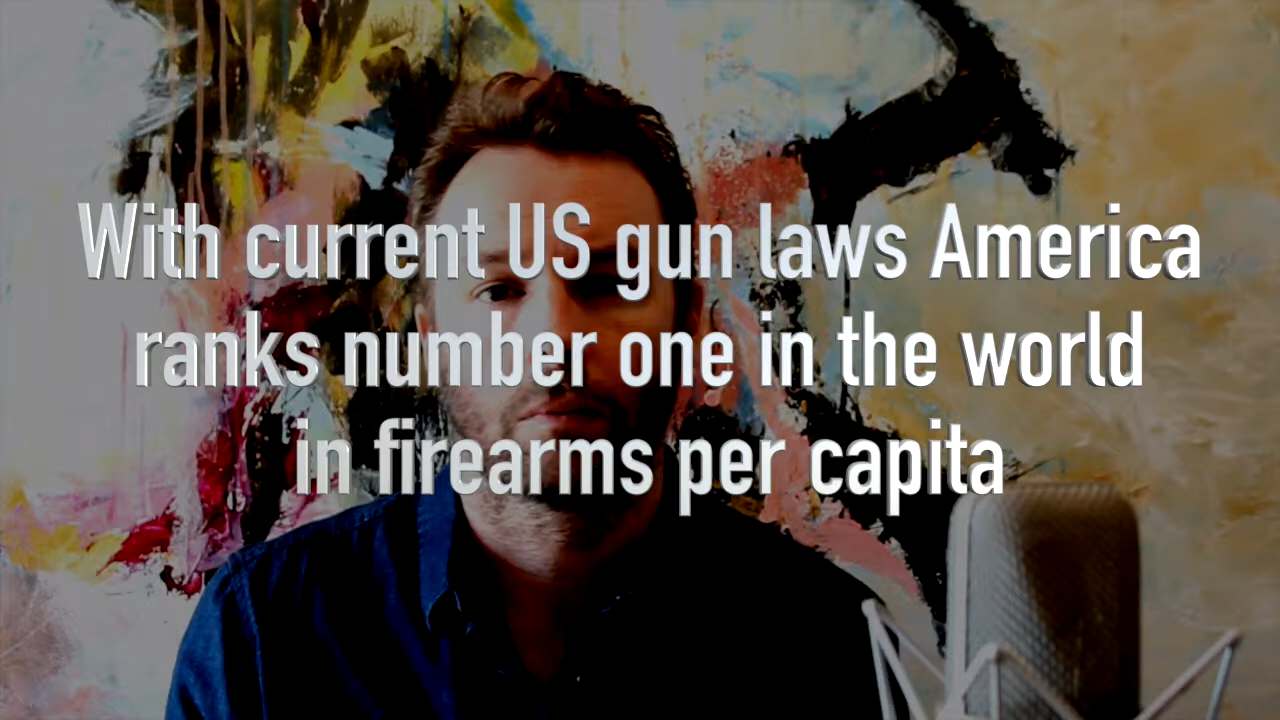 With current US gun laws America
ranks number one in the world
in firearms per capita